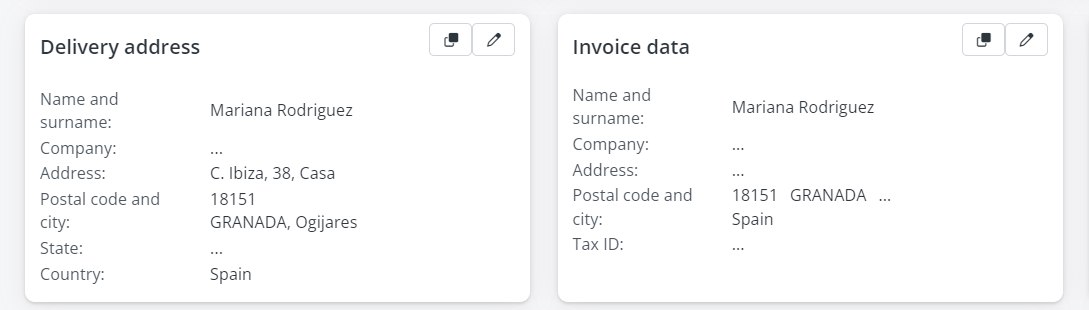 Delivery address
Name and
surname:
Mariana Rodriguez
Company:
...
Address:
C. Ibiza, 38, Casa
Postal code and
city:
18151
GRANADA, Ogijares
State:
...
Country:
Spain
Invoice data
Name and
surname:
Mariana Rodriguez
Company:
...
Address:
...
Postal code and
city:
18151 GRANADA ...
Spain
Tax ID:
...